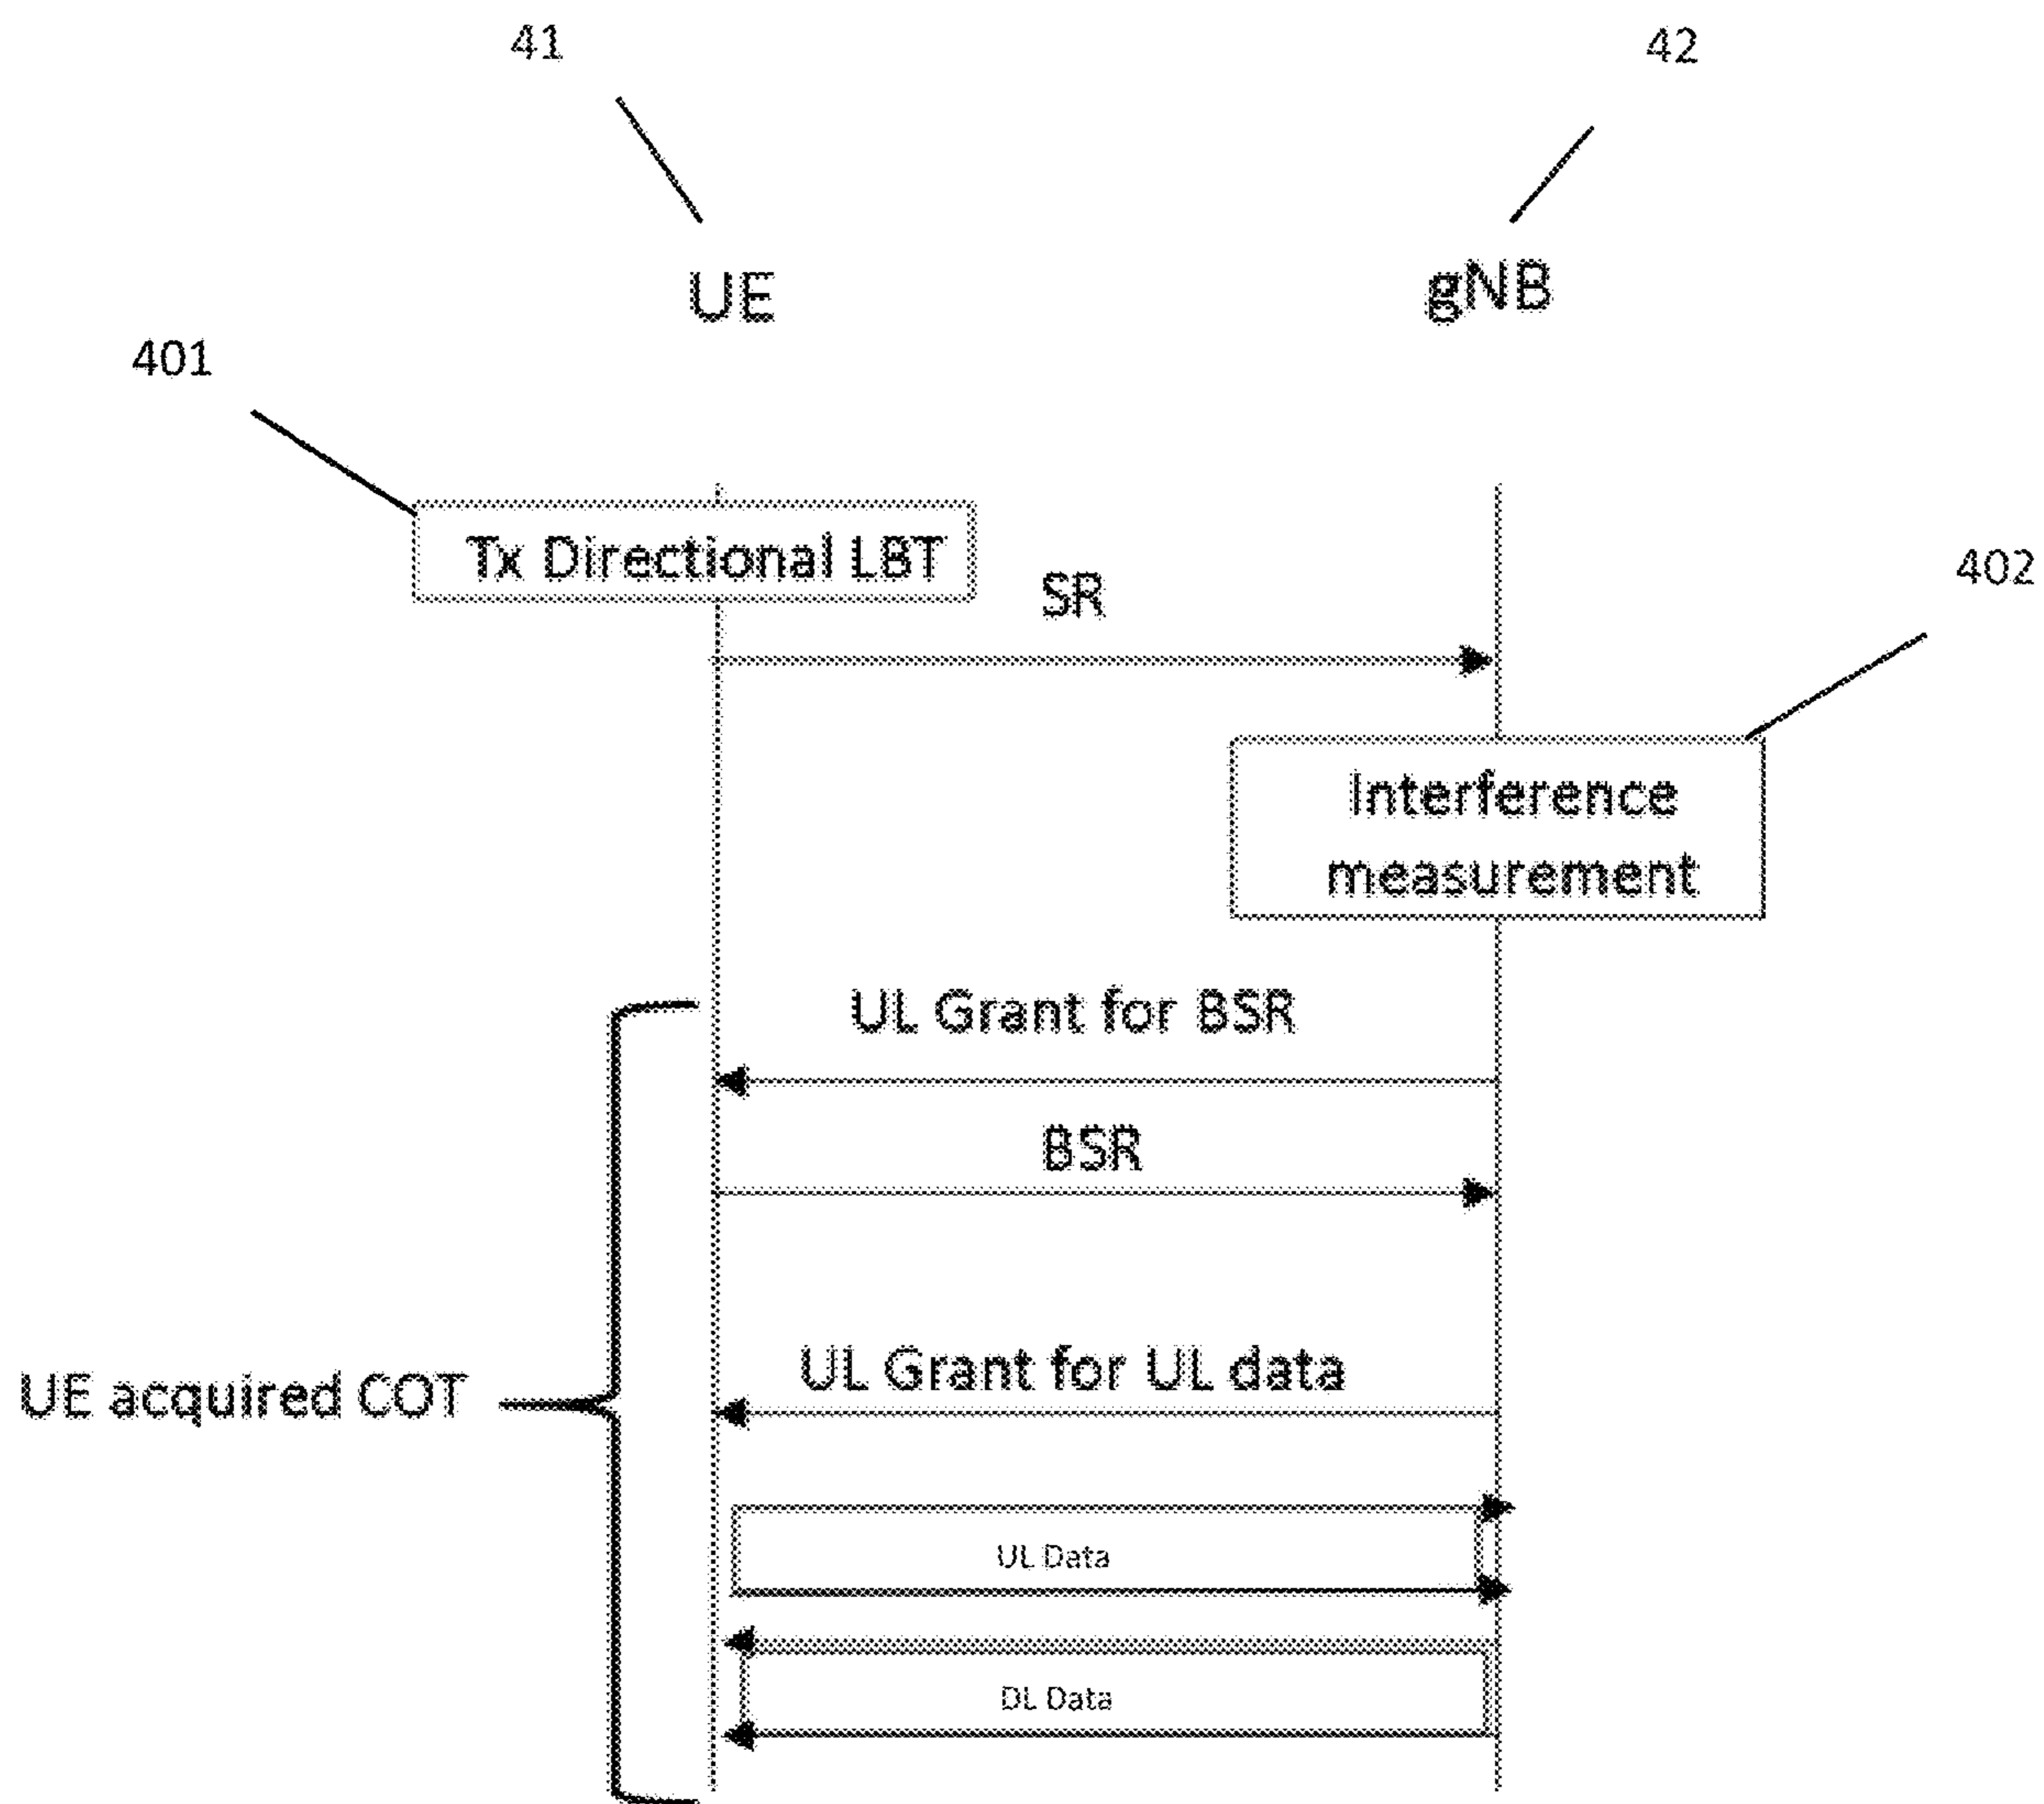 41
42
UE
gNB
401
Tx Directional LBT
SR
402
Interference
measurement
UL Grant for BSR
BSR
UE acquired COT
UL Grant for UL data
UL Data
DL Data